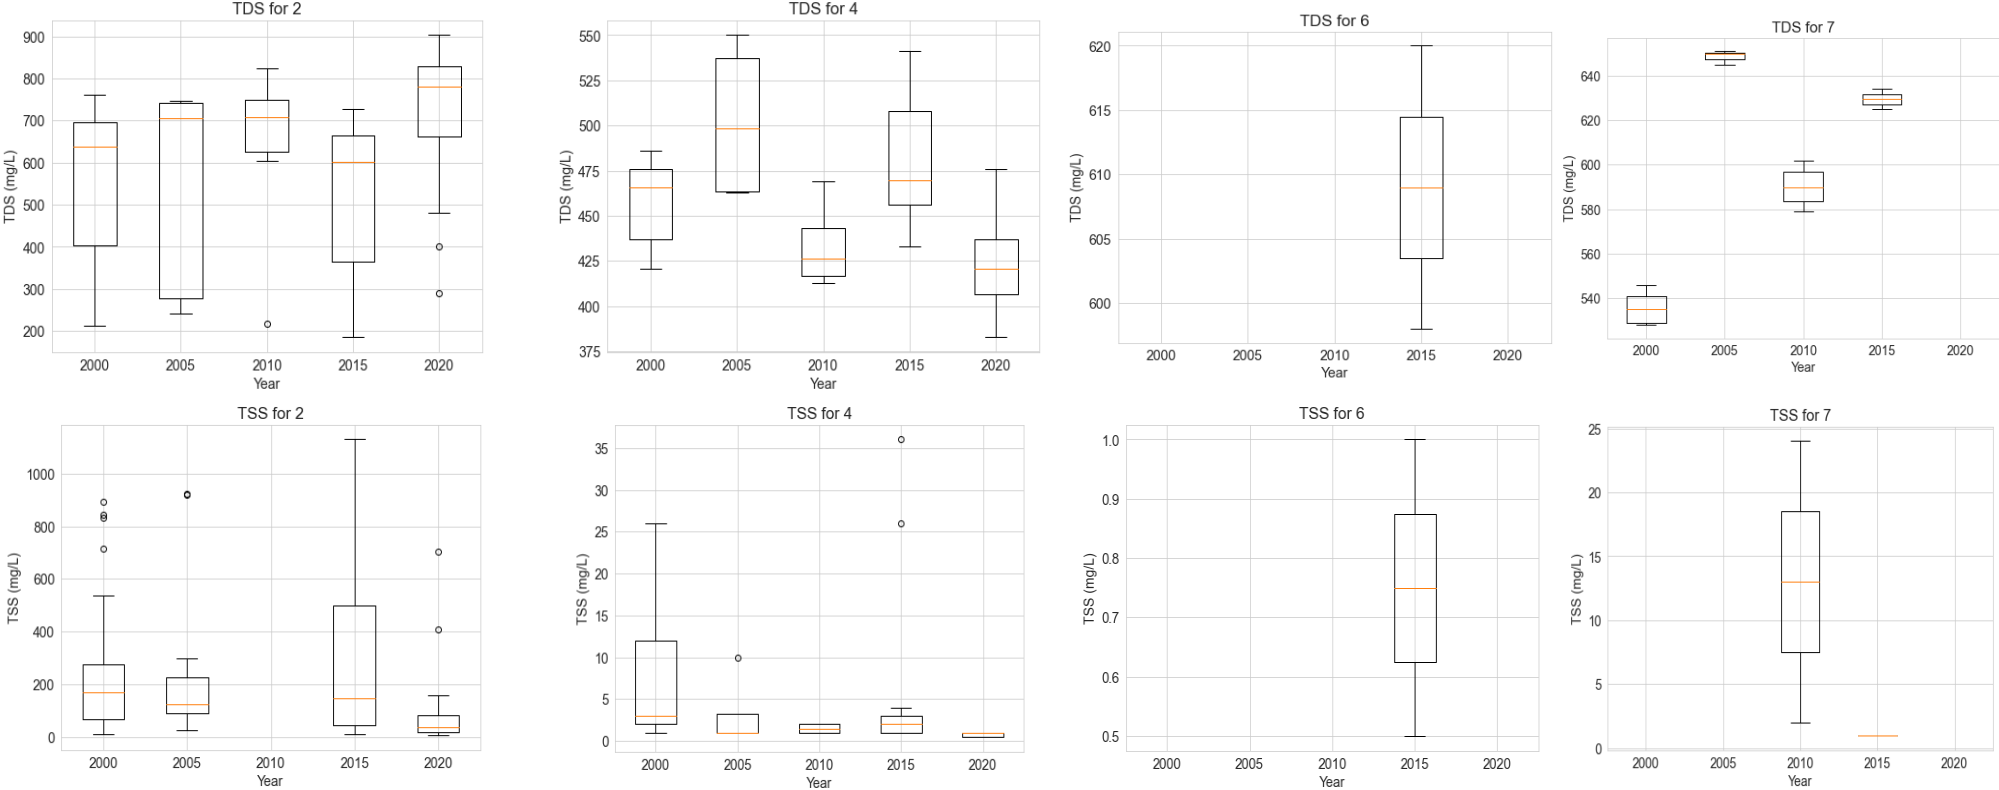 TDS for 2
TDS (mg/L)
900
800
700
600
500
400
300
200
2000 2005 2010 2015 2020
Year
TDS for 4
TDS (mg/L)
550
525
500
475
450
425
400
375
2000 2005 2010 2015 2020
Year
TDS for 6
TDS (mg/L)
620
615
610
605
600
2000 2005 2010 2015 2020
Year
TDS for 7
TDS (mg/L)
640
620
600
580
560
540
2000 2005 2010 2015 2020
Year
TSS for 2
TSS (mg/L)
1000
800
600
400
200
0
2000 2005 2010 2015 2020
Year
TSS for 4
TSS (mg/L)
35
30
25
20
15
10
5
0
2000 2005 2010 2015 2020
Year
TSS for 6
TSS (mg/L)
1.0
0.9
0.8
0.7
0.6
0.5
2000 2005 2010 2015 2020
Year
TSS for 7
TSS (mg/L)
25
20
15
10
5
0
2000 2005 2010 2015 2020
Year